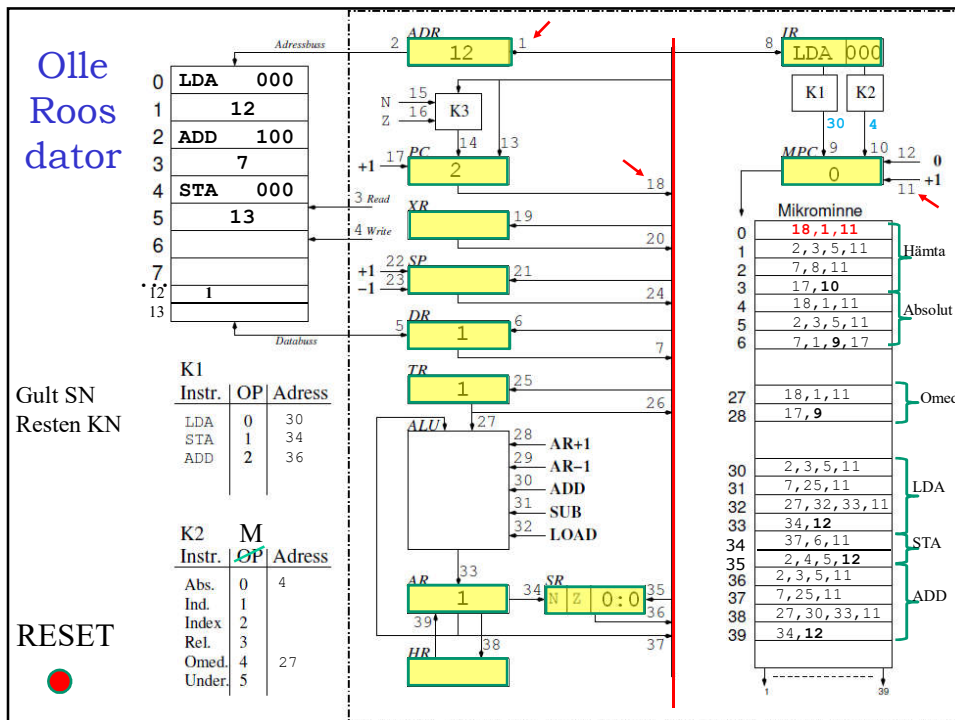 Olle
Roos
dator
Adressbuss
0 LDA 000
1 12
2 ADD 100
3 7
4 STA 000
5 13
6
7
...
12 1
13
Databuss
3 Read
4 Write
Gult SN
Resten KN
K1
Instr. OP Adress
LDA 0 30
STA 1 34
ADD 2 36
K2 M
Instr. OP Adress
Abs. 0 4
Ind. 1
Index 2
Rel. 3
Omed. 4 27
Under. 5
RESET
ADR
2 12 1
N 15
Z 16
K3
14 13
PC
+1 17 2
18
XR
19
20
SP
+1 22
−1 23
21
24
DR
5 1 6
7
TR
1 25
26
27
ALU
28 AR+1
29 AR−1
30 ADD
31 SUB
32 LOAD
33
AR
1 34
SR
N Z 0:0 35
36
37
39 38
HR
IR
8 LDA 000
K1 K2
30 4
9 10
MPC
0
12 0
+1
11
Mikrominne
0 18,1,11
1 2,3,5,11
2 7,8,11
3 17,10
Hämta
4 18,1,11
5 2,3,5,11
6 7,1,9,17
Absolut
27 18,1,11
28 17,9
Omed
30 2,3,5,11
31 7,25,11
32 27,32,33,11
33 34,12
LDA
34 37,6,11
35 2,4,5,12
STA
36 2,3,5,11
37 7,25,11
38 27,30,33,11
39 34,12
ADD
1 39